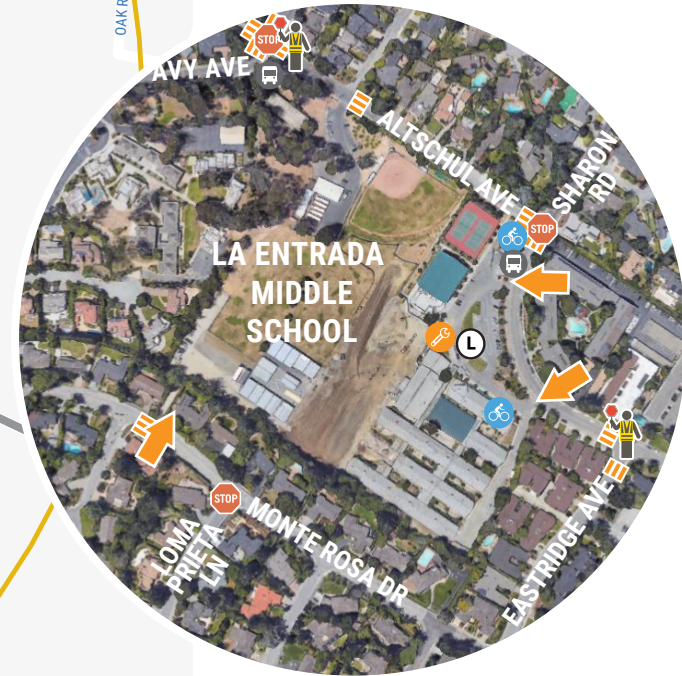 OAK R
STOP
AVY AVE
ALTSCHUL AVE
SHARON
RD
STOP
LA ENTRADA
MIDDLE
SCHOOL
L
STOP
LOMA
PRIETA
LN
MONTE ROSA DR
EASTRIDGE AVE